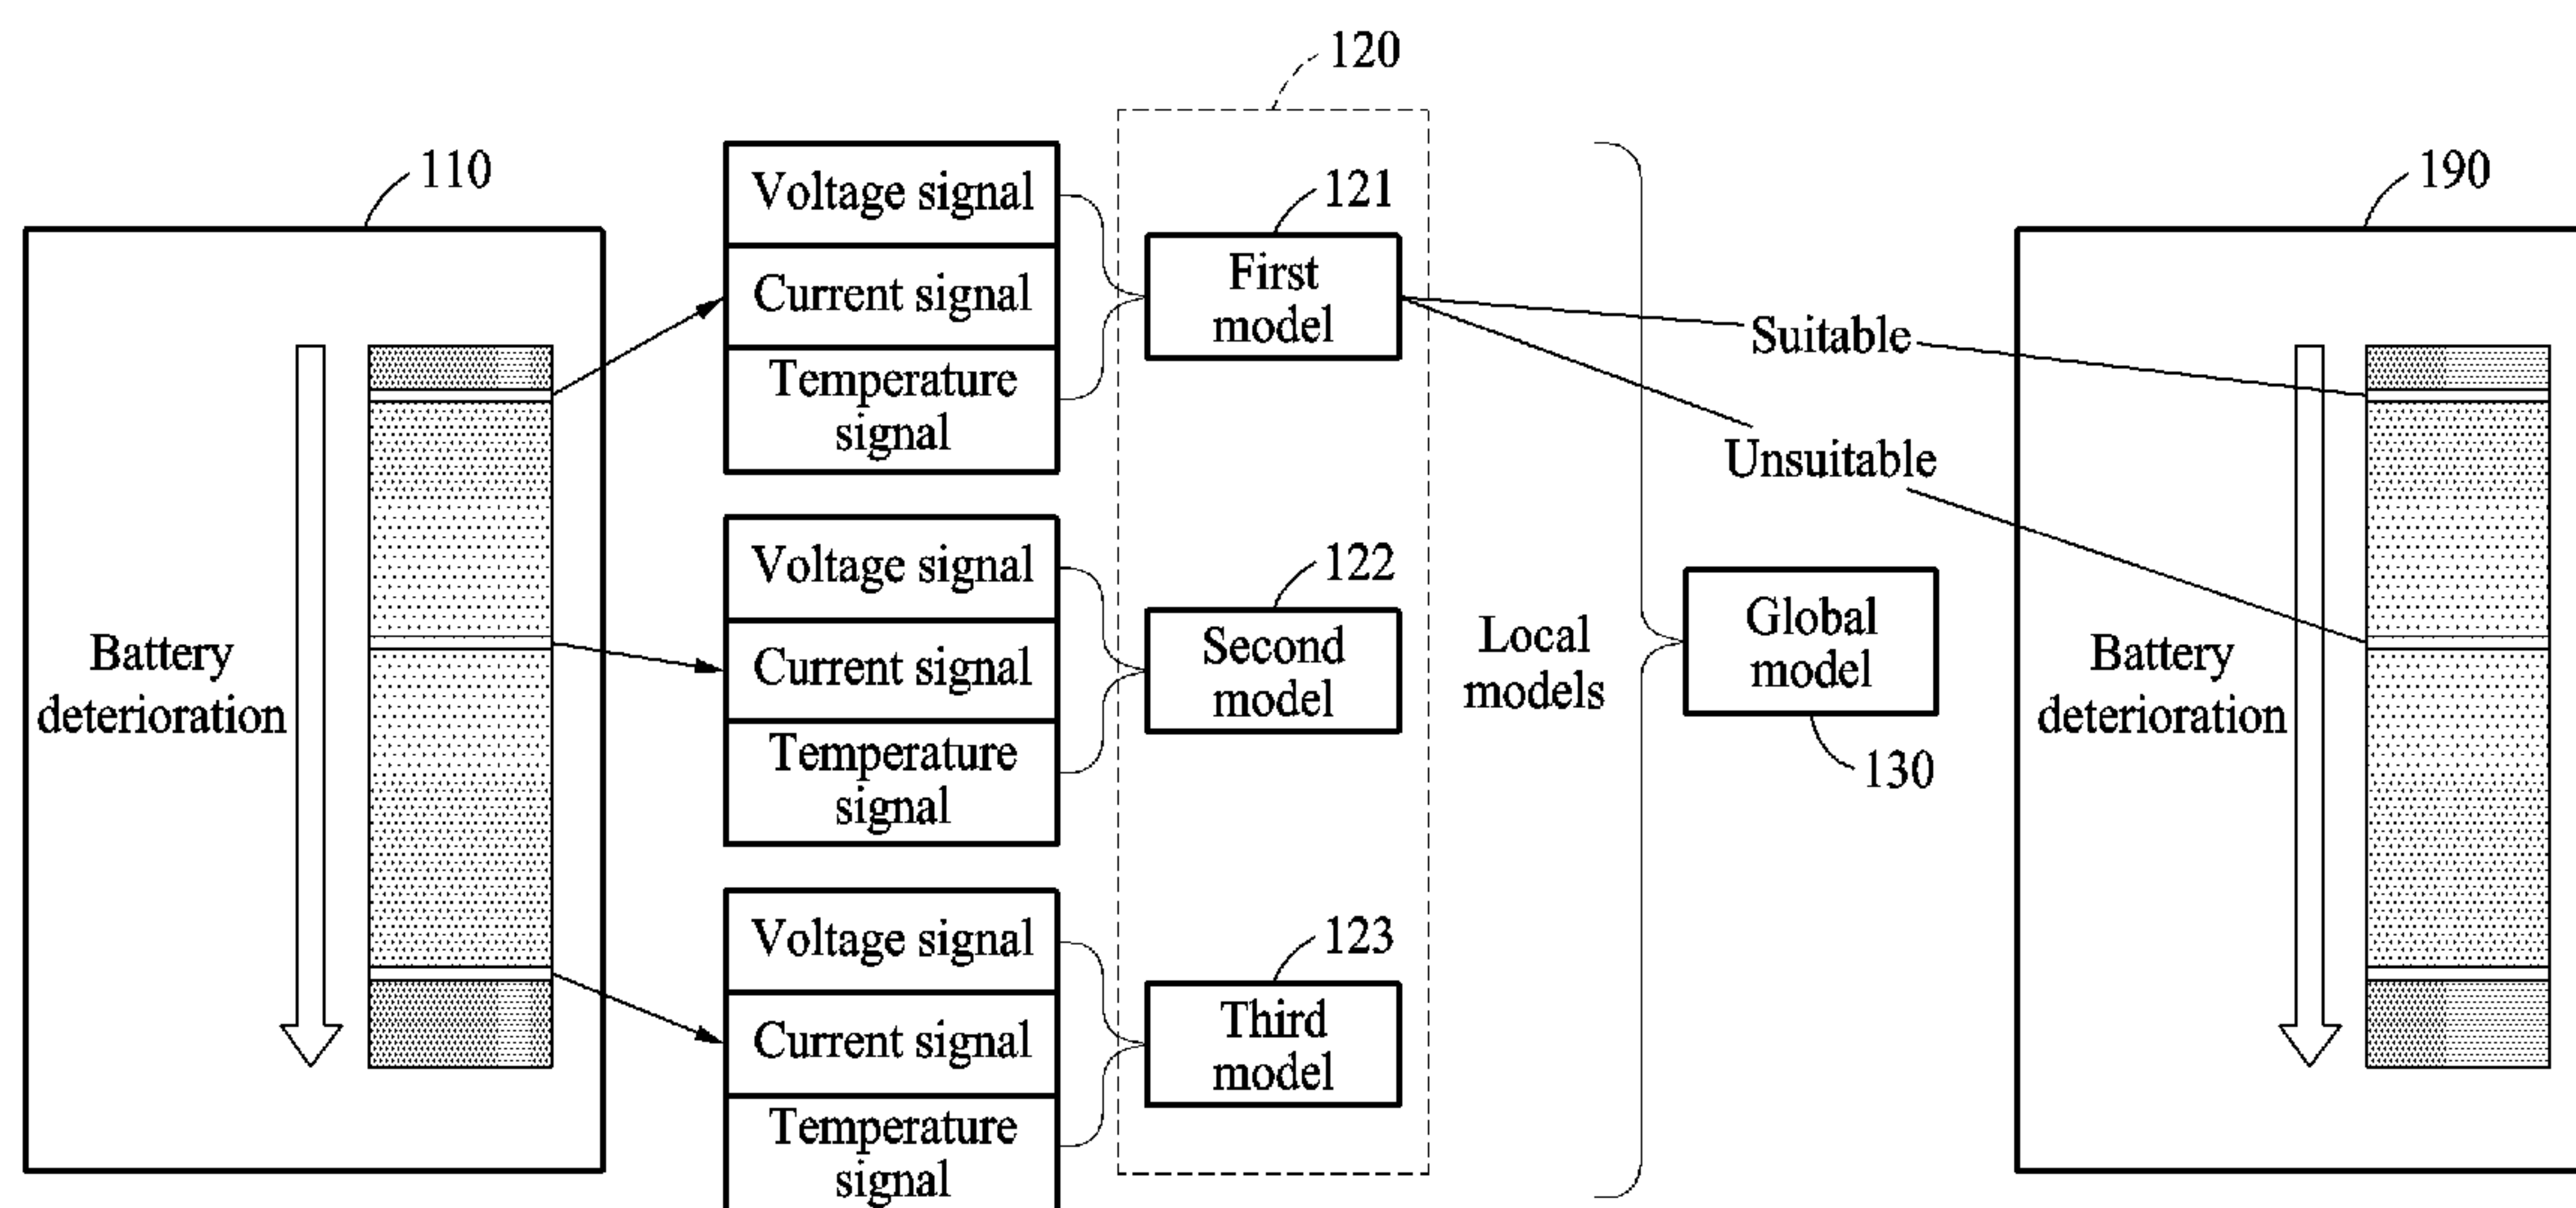 120
110
Battery
deterioration
Voltage signal
Current signal
Temperature
signal
121
First
model
Voltage signal
Current signal
Temperature
signal
122
Second
model
Voltage signal
Current signal
Temperature
signal
123
Third
model
Local
models
Suitable
Unsuitable
Global
model
130
190
Battery
deterioration